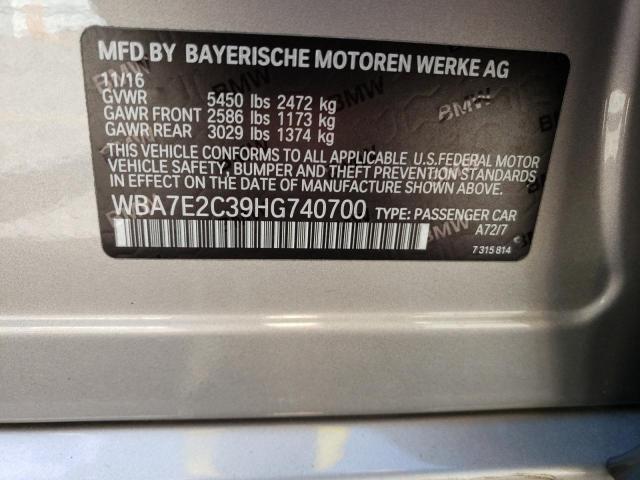 MFD.BY BAYERISCHE MOTOREN WERKE AG
11/16
GVWR 5450 lbs 2472 kg
GAWR FRONT 2586 lbs 1173 kg
GAWR REAR 3029 lbs 1374 kg
THIS VEHICLE CONFORMS TO ALL APPLICABLE U.S.FEDERAL MOTOR
VEHICLE SAFETY, BUMPER AND THEFT PREVENTION STANDARDS
IN EFFECT ON THE DATE OF MANUFACTURE SHOWN ABOVE.
WBA7E2C39HG740700 TYPE: PASSENGER CAR
A72/7
7 315 814